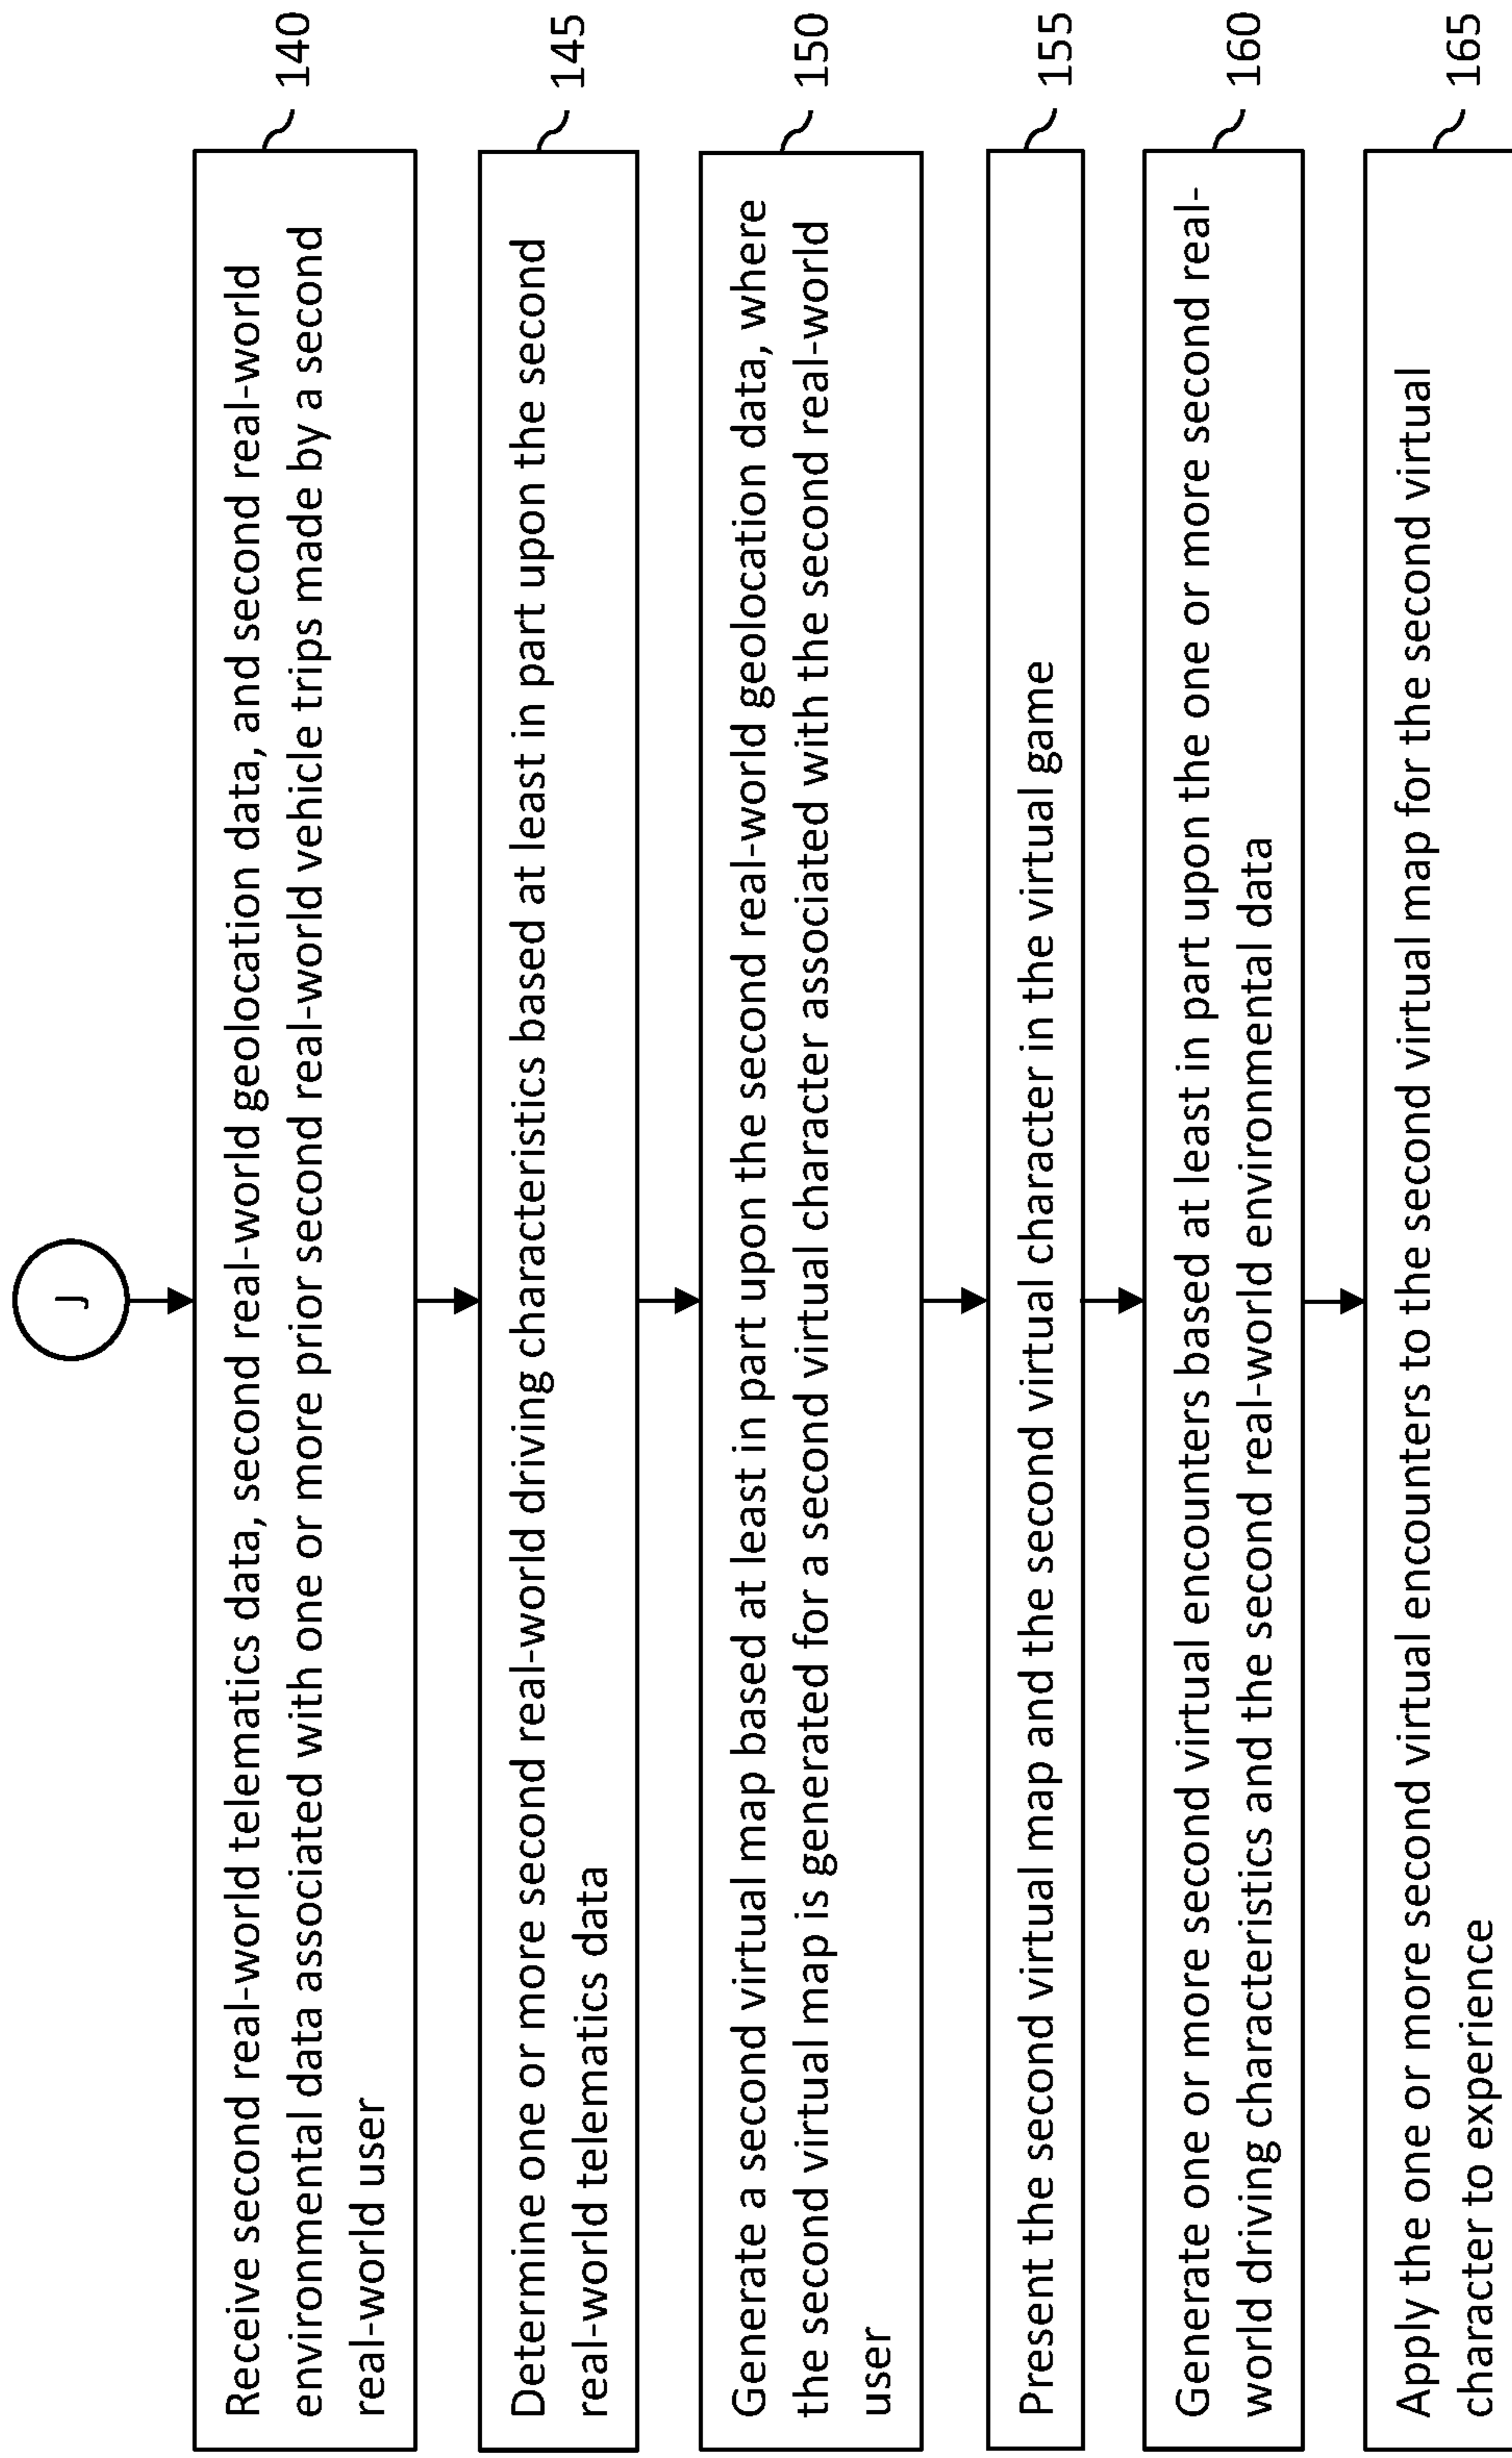 J
Receive second real-world telematics data, second real-world geolocation data, and second real-world
environmental data associated with one or more prior second real-world vehicle trips made by a second
real-world user
140
Determine one or more second real-world driving characteristics based at least in part upon the second
real-world telematics data
145
Generate a second virtual map based at least in part upon the second real-world geolocation data, where
the second virtual map is generated for a second virtual character associated with the second real-world
user
150
Present the second virtual map and the second virtual character in the virtual game
155
Generate one or more second virtual encounters based at least in part upon the one or more second real-
world driving characteristics and the second real-world environmental data
160
Apply the one or more second virtual encounters to the second virtual map for the second virtual
character to experience
165